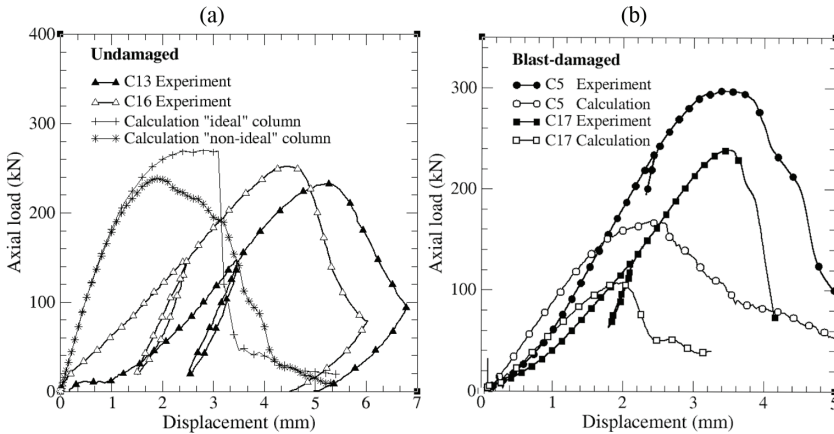 (a)
400
300
200
100
0
Axial load (kN)
Undamaged
C13 Experiment
C16 Experiment
Calculation "ideal" column
Calculation "non-ideal" column
0 1 2 3 4 5 6 7
Displacement (mm)
(b)
300
200
100
0
Axial load (kN)
Blast-damaged
C5 Experiment
C5 Calculation
C17 Experiment
C17 Calculation
0 1 2 3 4 5
Displacement (mm)